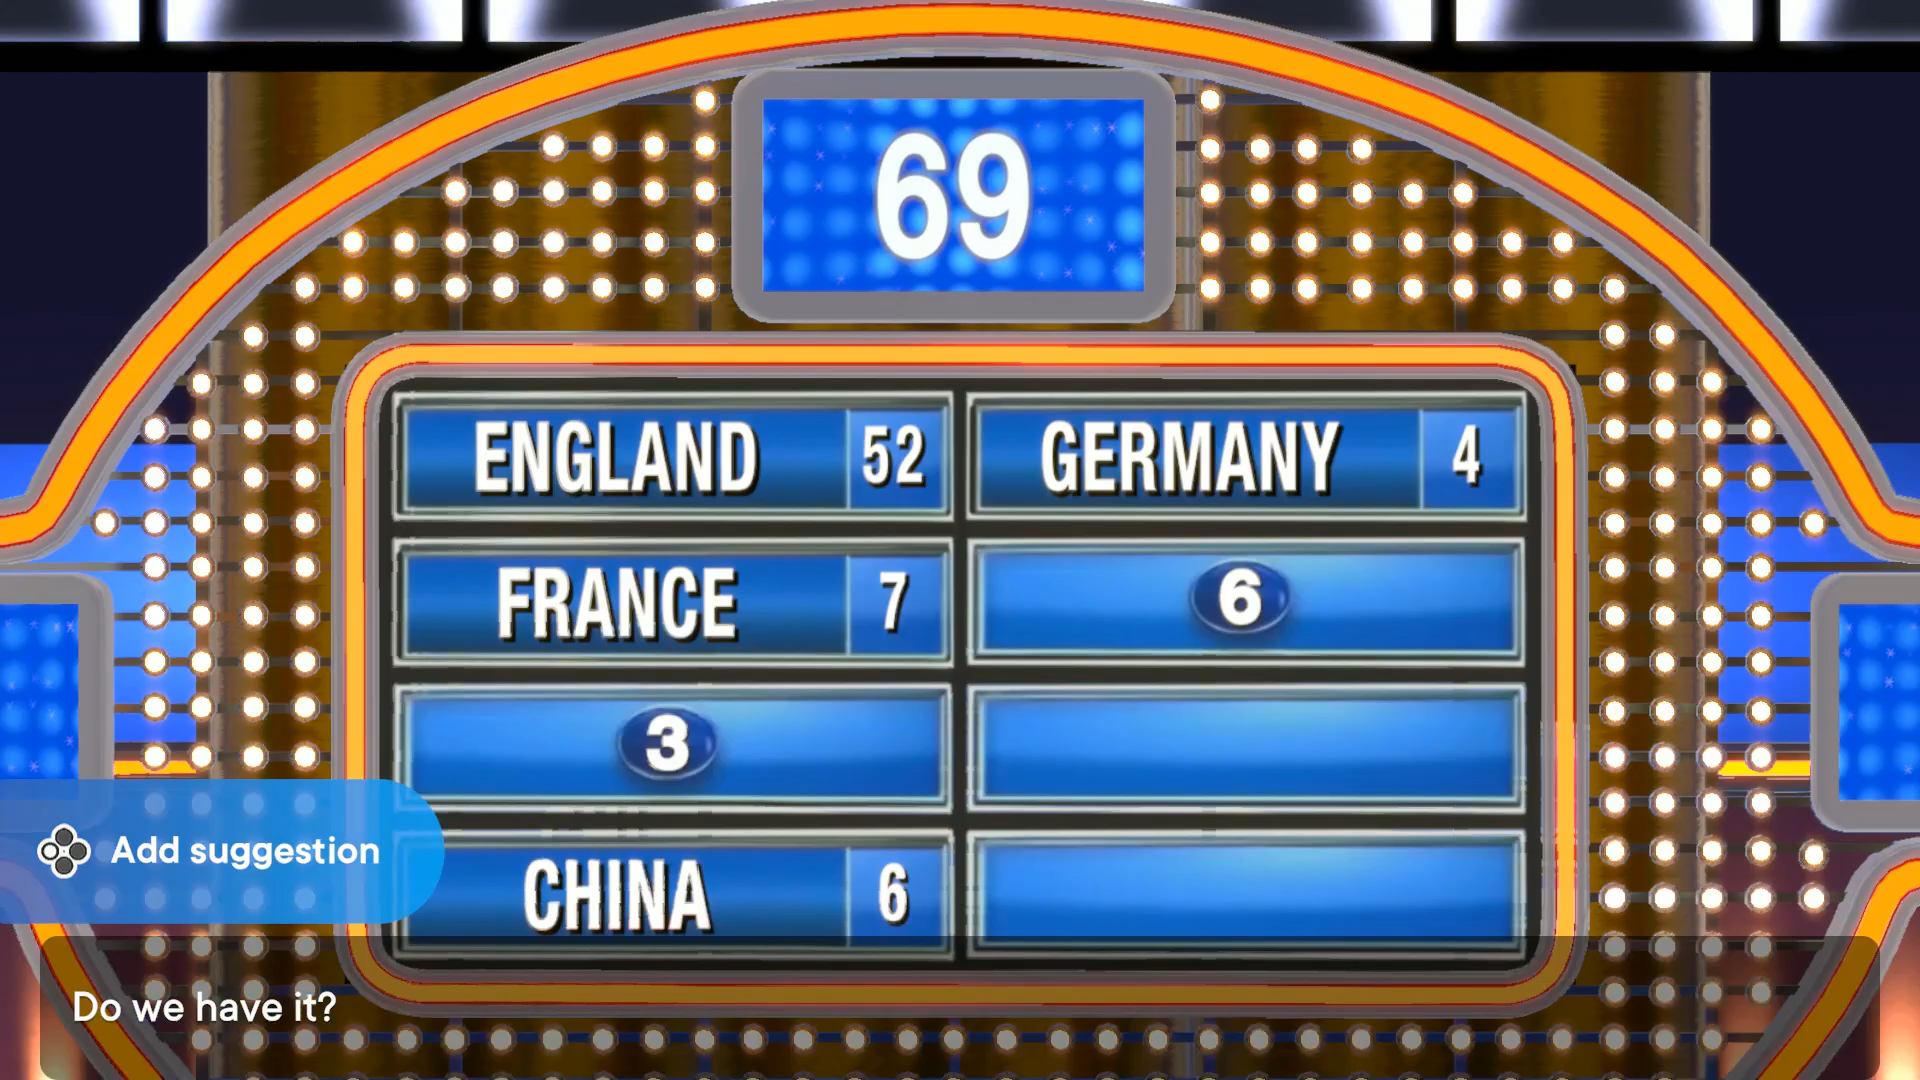 69
ENGLAND 52
GERMANY 4
FRANCE 7
6
3
CHINA 6
Add suggestion
Do we have it?